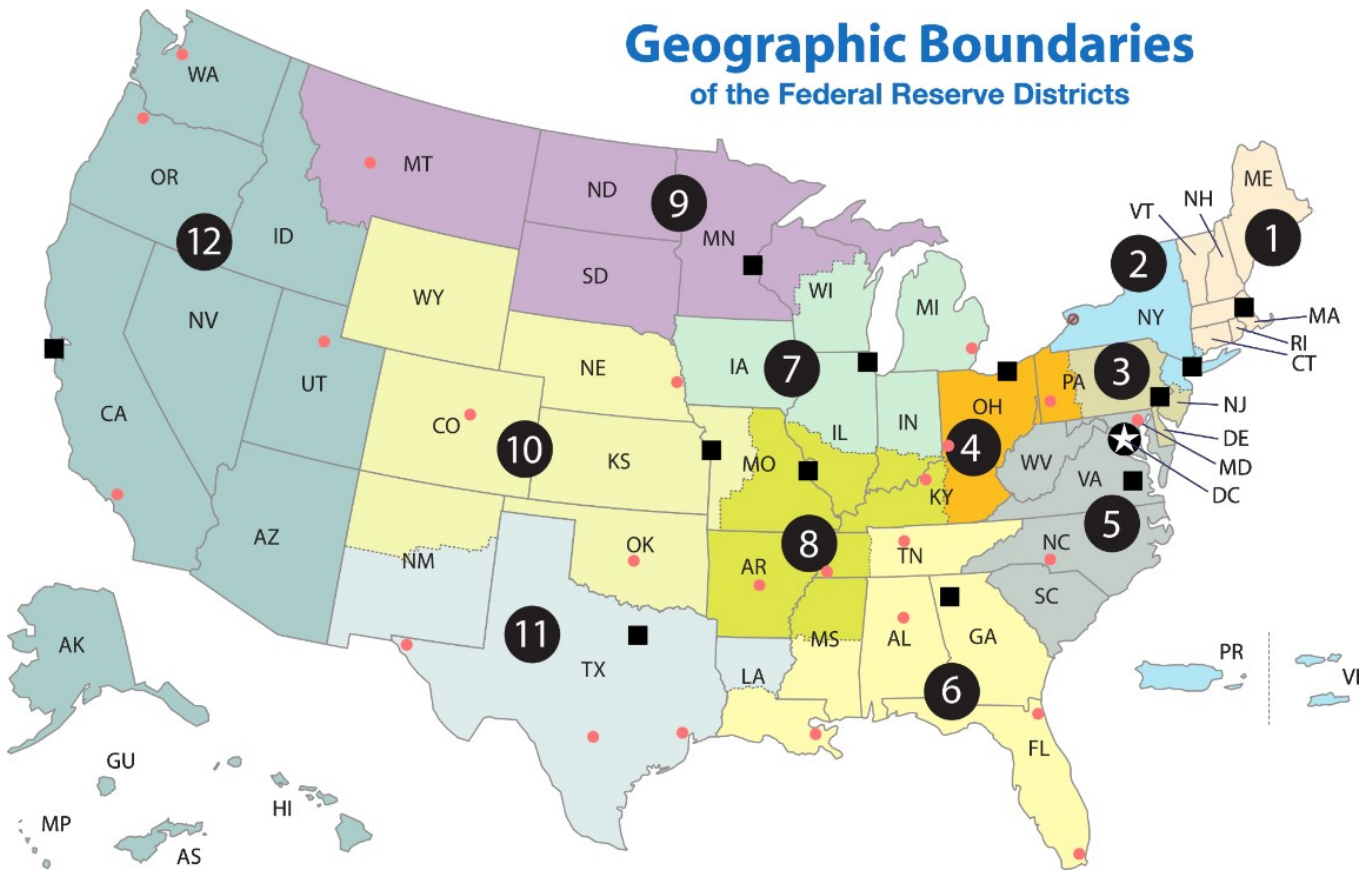 Geographic Boundaries
of the Federal Reserve Districts
WA
MT
ND
9
MN
ME
NH
VT
1
OR
12
ID
SD
WI
MI
2
NY
MA
RI
CT
WY
NV
IA
7
NE
UT
CA
CO
10
KS
MO
IL
IN
OH
4
PA
3
NJ
DE
MD
DC
WV
VA
KY
5
AZ
NM
OK
AR
8
TN
NC
SC
11
TX
LA
MS
AL
GA
6
FL
PR
VI
AK
GU
HI
MP
AS